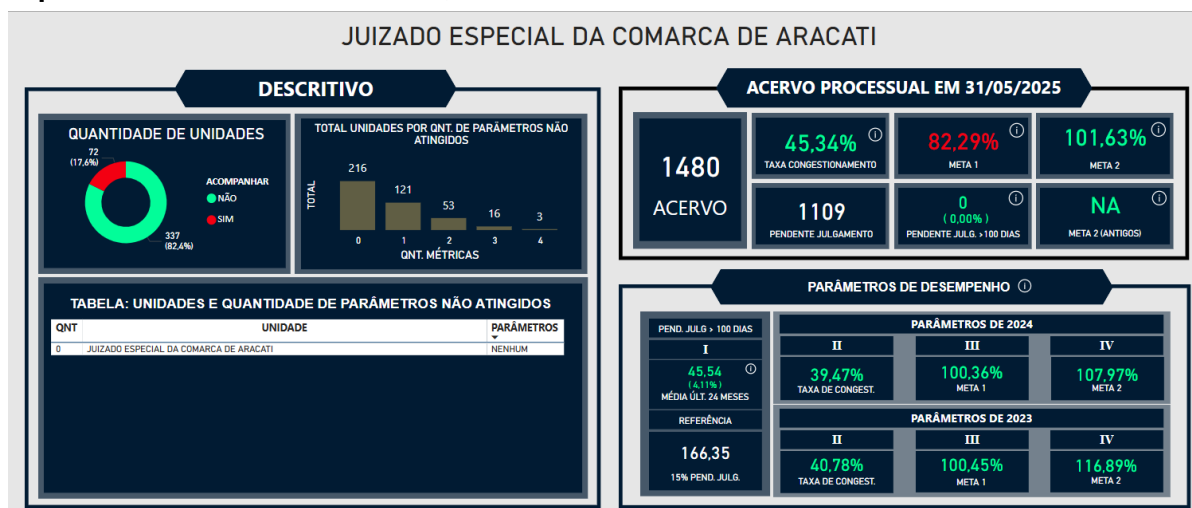 JUIZADO ESPECIAL DA COMARCA DE ARACATI
DESCRITIVO
QUANTIDADE DE UNIDADES
72
(17,6%)
ACOMPANHAR
NÃO
SIM
337
(82,4%)
TOTAL UNIDADES POR QNT. DE PARÂMETROS NÃO
ATINGIDOS
TOTAL
216
121
53
16
3
0 1 2 3 4
QNT. MÉTRICAS
TABELA: UNIDADES E QUANTIDADE DE PARÂMETROS NÃO ATINGIDOS
QNT UNIDADE PARÂMETROS
0 JUIZADO ESPECIAL DA COMARCA DE ARACATI NENHUM
ACERVO PROCESSUAL EM 31/05/2025
1480
ACERVO
45,34%
TAXA CONGESTIONAMENTO
82,29%
META 1
101,63%
META 2
1109
PENDENTE JULGAMENTO
0
( 0,00% )
PENDENTE JULG. >100 DIAS
NA
META 2 (ANTIGOS)
PARÂMETROS DE DESEMPENHO
PEND. JULG > 100 DIAS
I
45,54
( 4,11% )
MÉDIA ÚLT. 24 MESES
REFERÊNCIA
166,35
15% PEND. JULG.
PARÂMETROS DE 2024
II III IV
39,47%
TAXA DE CONGEST.
100,36%
META 1
107,97%
META 2
PARÂMETROS DE 2023
II III IV
40,78%
TAXA DE CONGEST.
100,45%
META 1
116,89%
META 2